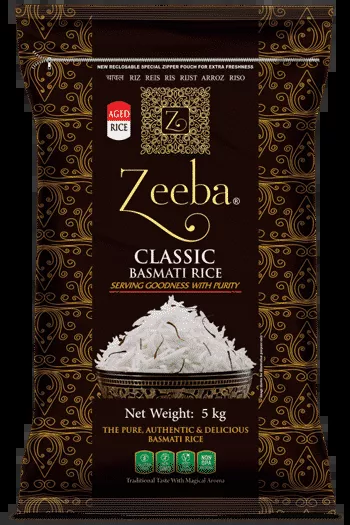 NEW RECLOSABLE SPECIAL ZIPPER POUCH FOR EXTRA FRESHNESS
चावल RIZ REIS RIS RIJST ARROZ RISO
AGED
RICE
Z
Zeeba®
CLASSIC
BASMATI RICE
SERVING GOODNESS WITH PURITY
Net Weight: 5 kg
THE PURE, AUTHENTIC & DELICIOUS
BASMATI RICE
Traditional Taste With Magical Aroma